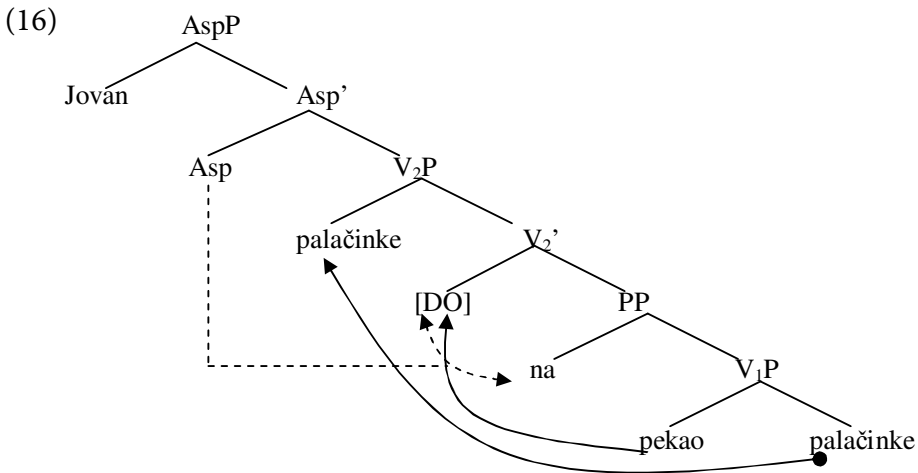 (16)
AspP
Jovan
Asp’
Asp
V₂P
palačinke
V₂’
[DO]
PP
na
V₁P
pekao
palačinke